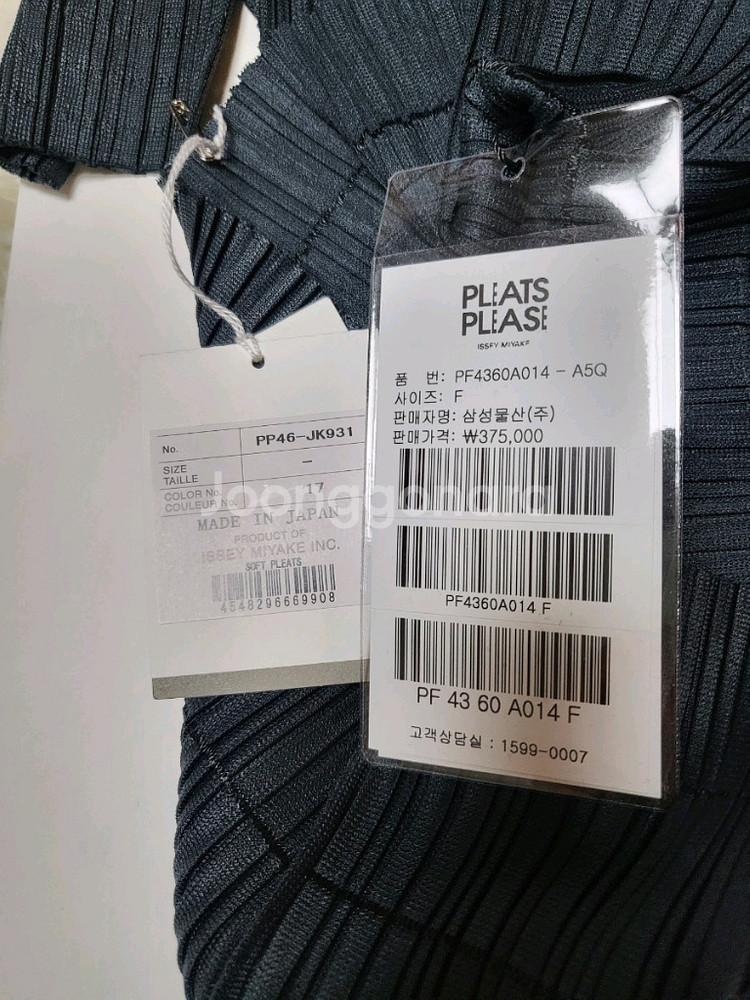 No. PP46-JK931
SIZE
TAILLE -
COLOR No.
COULEUR No. 17
MADE IN JAPAN
PRODUCT OF
ISSEY MIYAKE INC.
SOFT PLEATS
4548296669908
PLEATS
PLEASE
ISSEY MIYAKE
품 번: PF4360A014 - A5Q
사이즈: F
판매자명: 삼성물산(주)
판매가격: ₩375,000
PF4360A014 F
PF 43 60 A014 F
고객상담실 : 1599-0007
Joonggonara